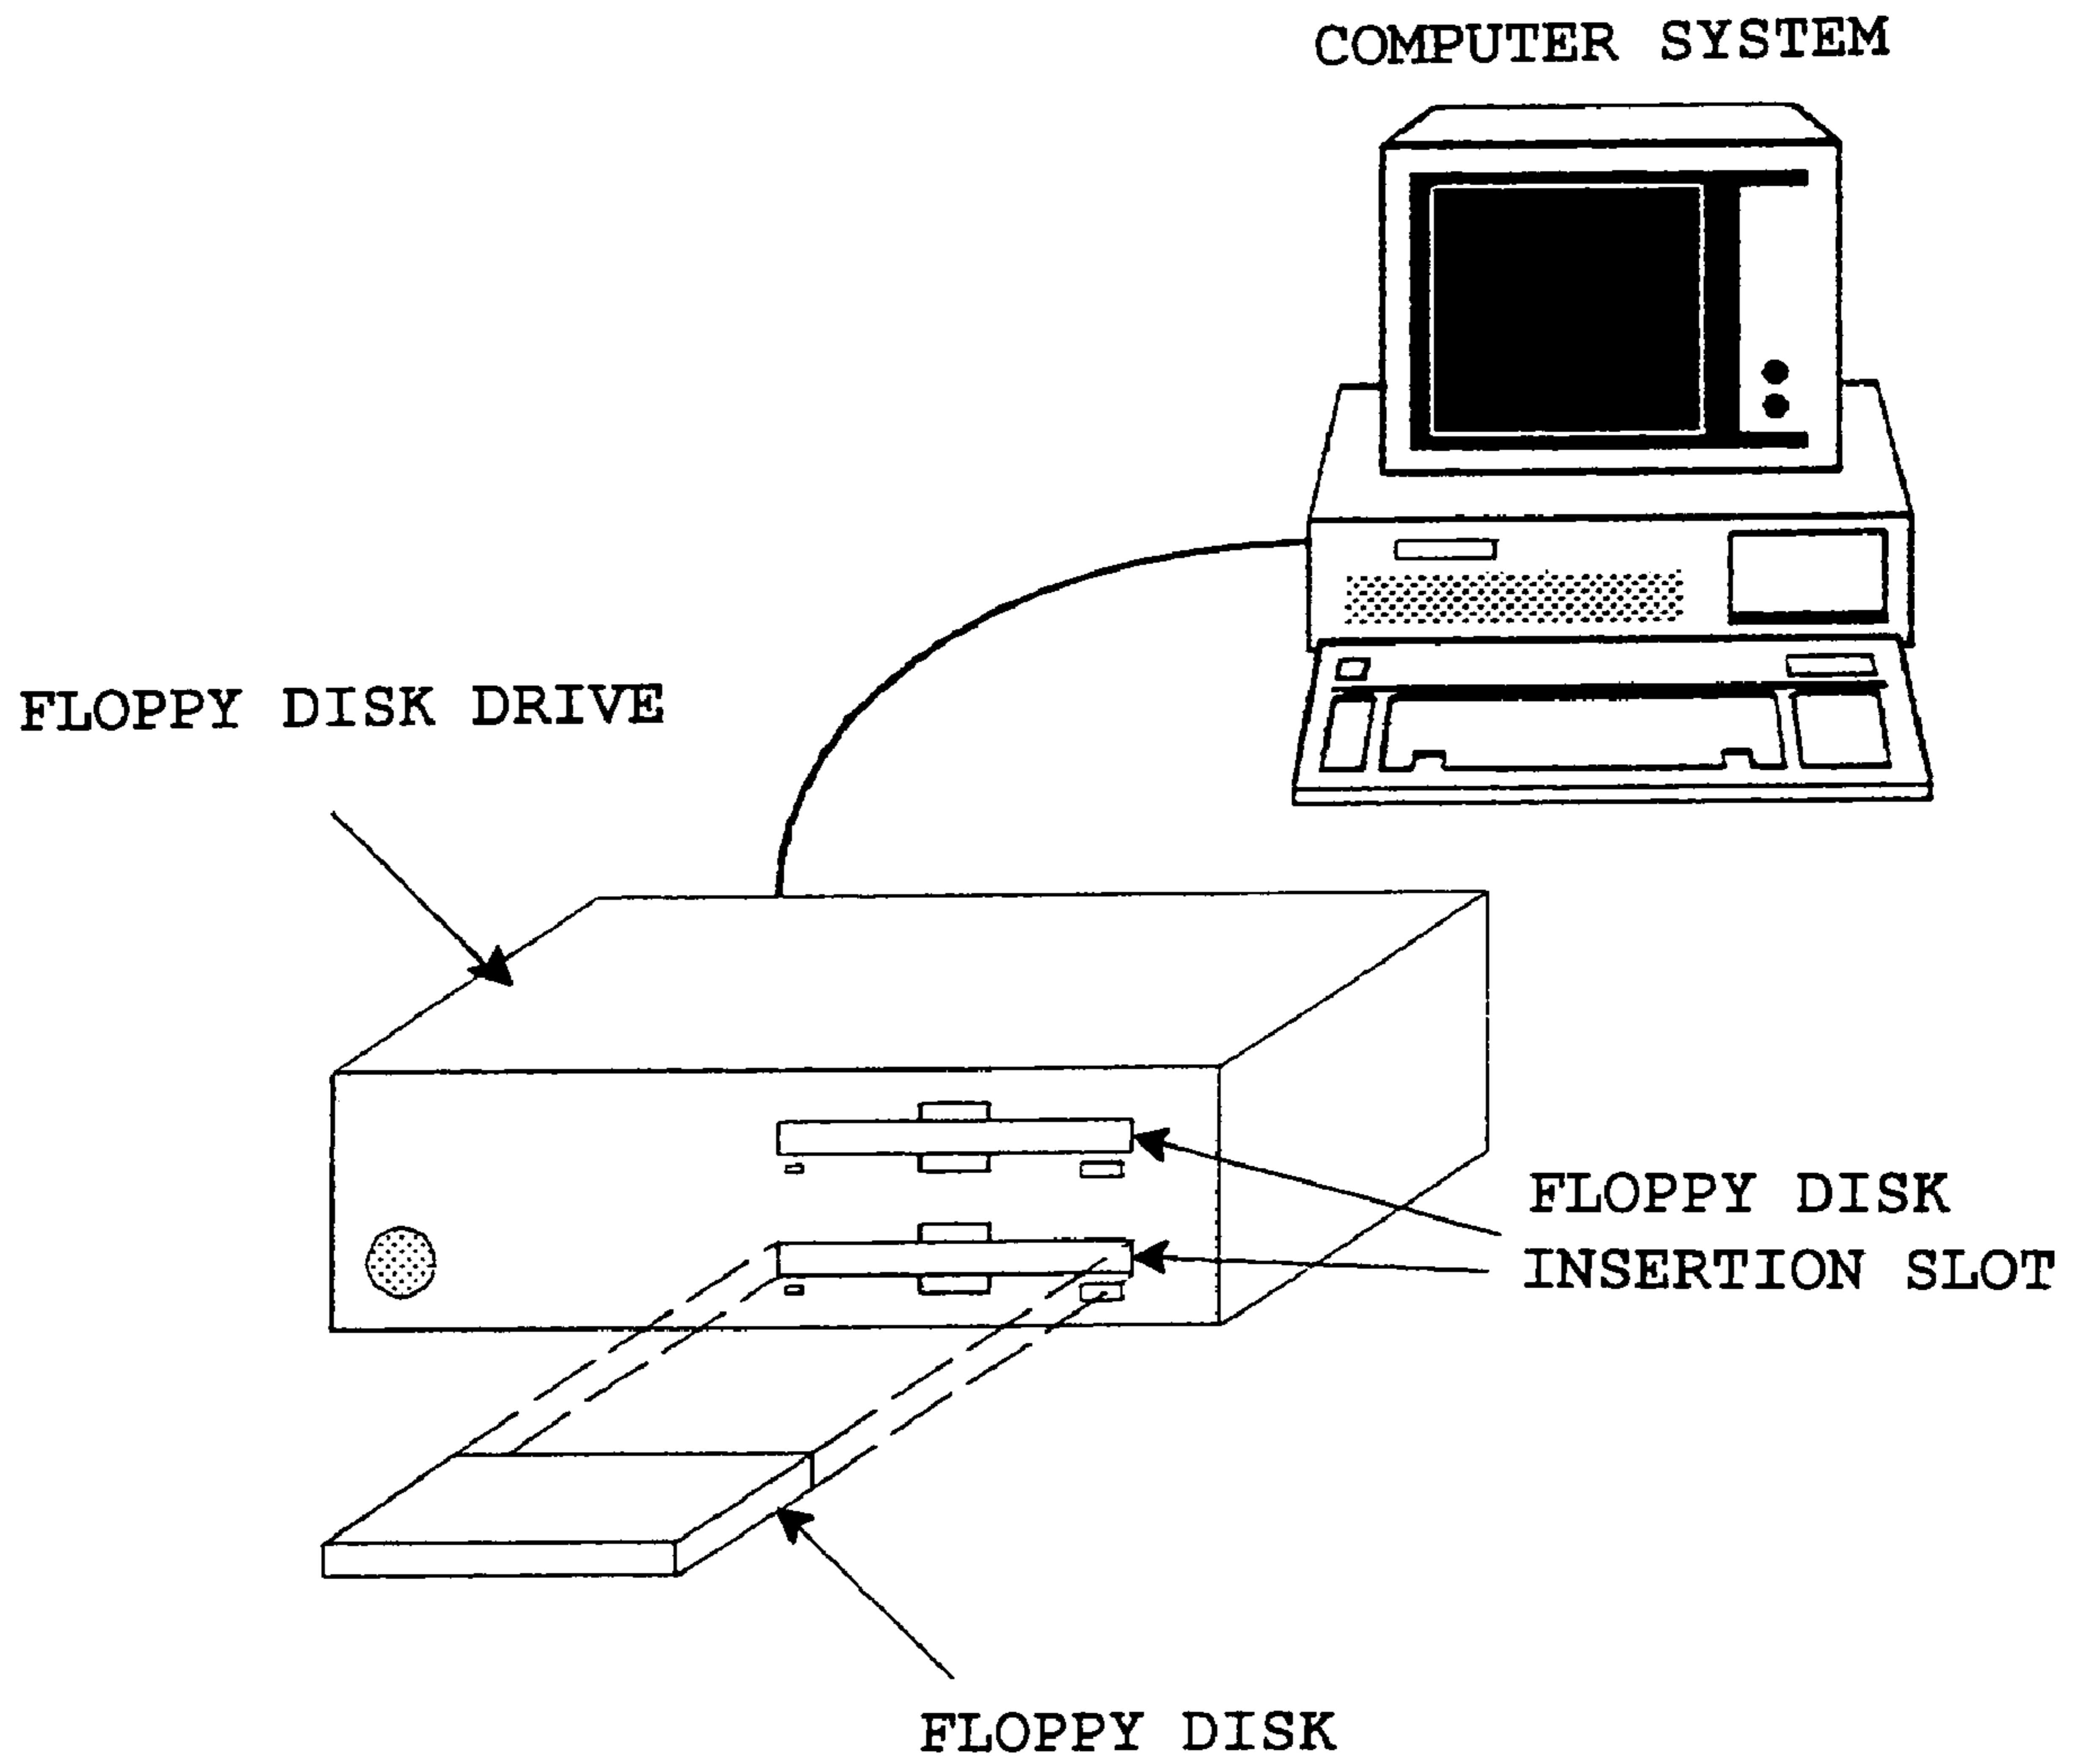 COMPUTER SYSTEM
FLOPPY DISK DRIVE
FLOPPY DISK
INSERTION SLOT
FLOPPY DISK